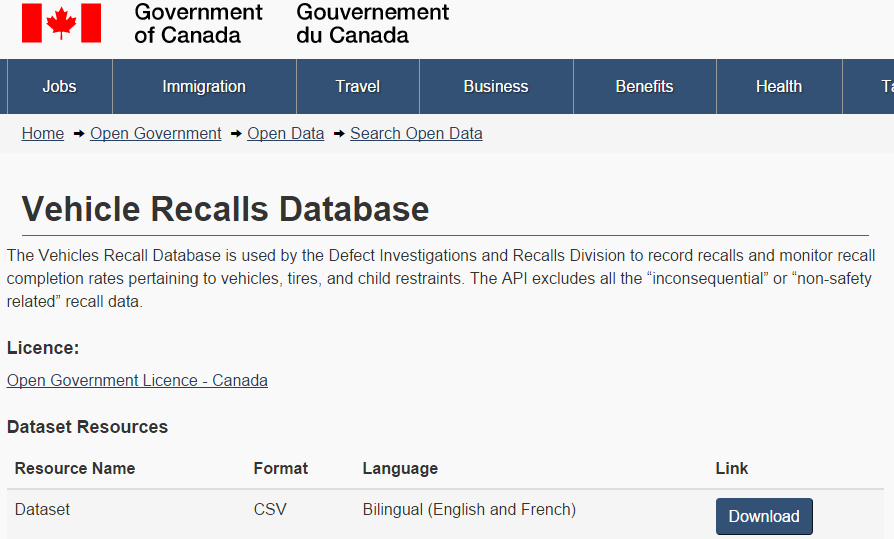 Government Gouvernement
of Canada du Canada
Jobs Immigration Travel Business Benefits Health
Home → Open Government → Open Data → Search Open Data
Vehicle Recalls Database
The Vehicles Recall Database is used by the Defect Investigations and Recalls Division to record recalls and monitor recall
completion rates pertaining to vehicles, tires, and child restraints. The API excludes all the “inconsequential” or “non-safety
related” recall data.
Licence:
Open Government Licence - Canada
Dataset Resources
Resource Name Format Language Link
Dataset CSV Bilingual (English and French) Download